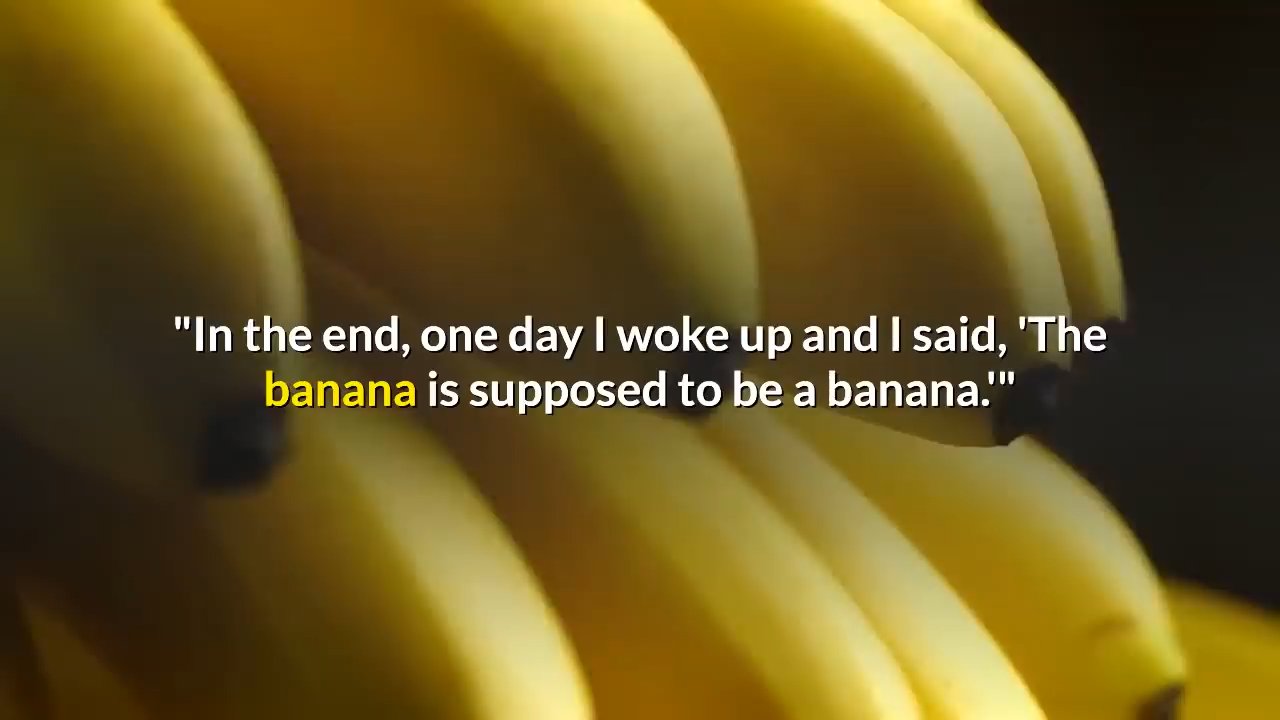 "In the end, one day I woke up and I said, 'The
banana is supposed to be a banana.'"